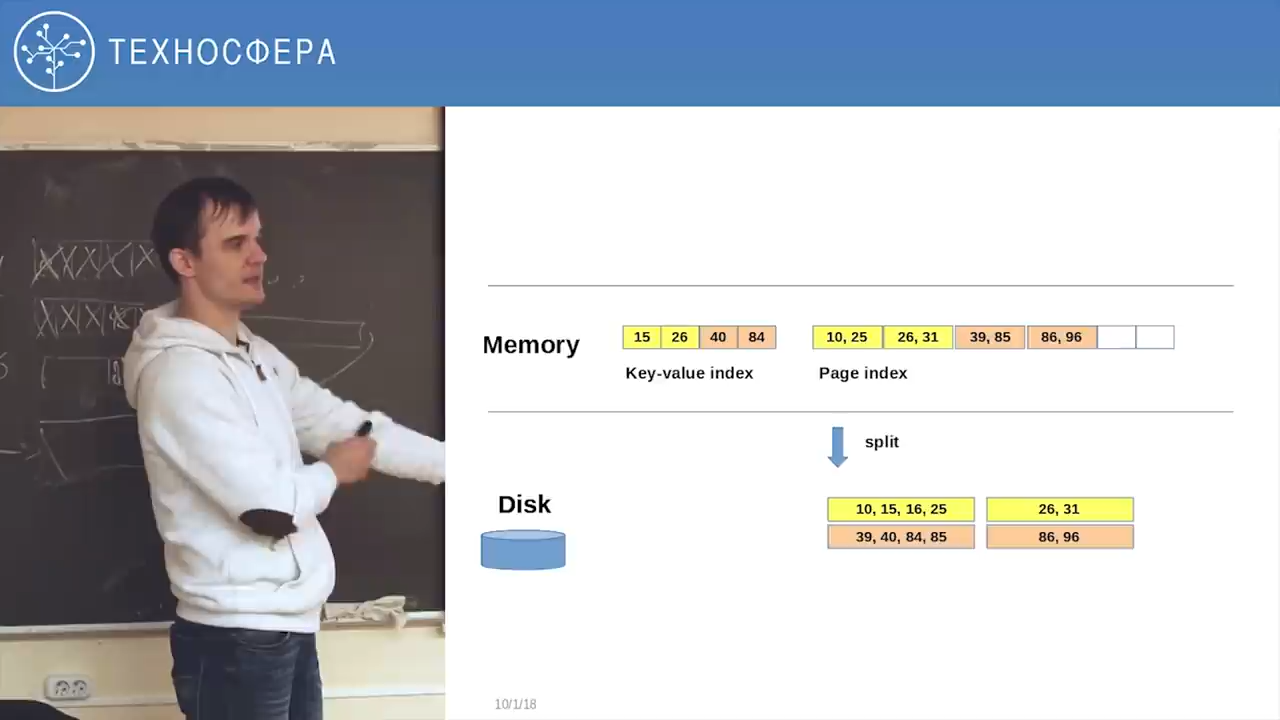 ТЕХНОСФЕРА
Memory
15 26 40 84
10, 25 26, 31 39, 85 86, 96
Key-value index
Page index
split
Disk
10, 15, 16, 25 26, 31
39, 40, 84, 85 86, 96
10/1/18